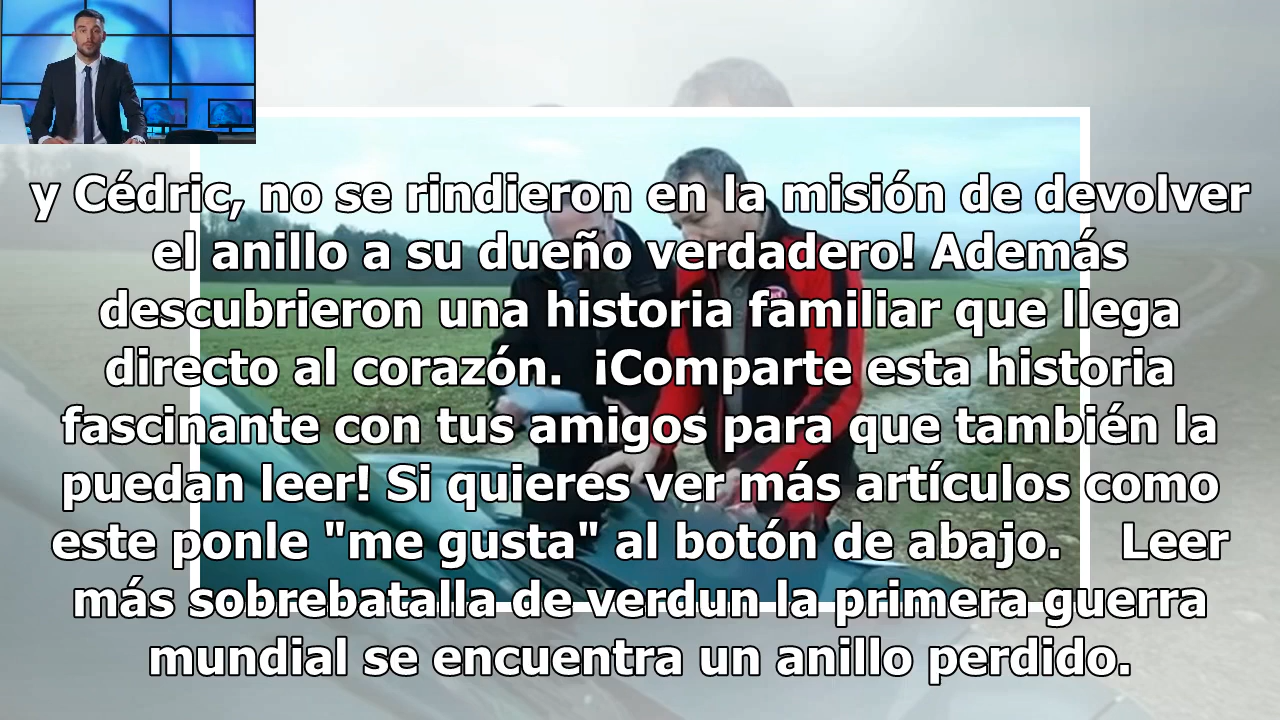 y Cédric, no se rindieron en la misión de devolver
el anillo a su dueño verdadero! Además
descubrieron una historia familiar que llega
directo al corazón.  ¡Comparte esta historia
fascinante con tus amigos para que también la
puedan leer! Si quieres ver más artículos como
este ponle "me gusta" al botón de abajo.    Leer
más sobrebatalla de verdun la primera guerra
mundial se encuentra un anillo perdido.